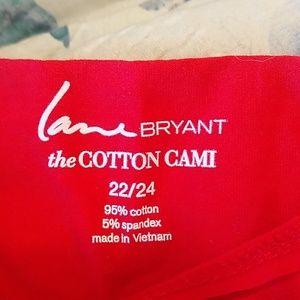 Lane BRYANT
the COTTON CAMI
22/24
95% cotton
5% spandex
made in Vietnam